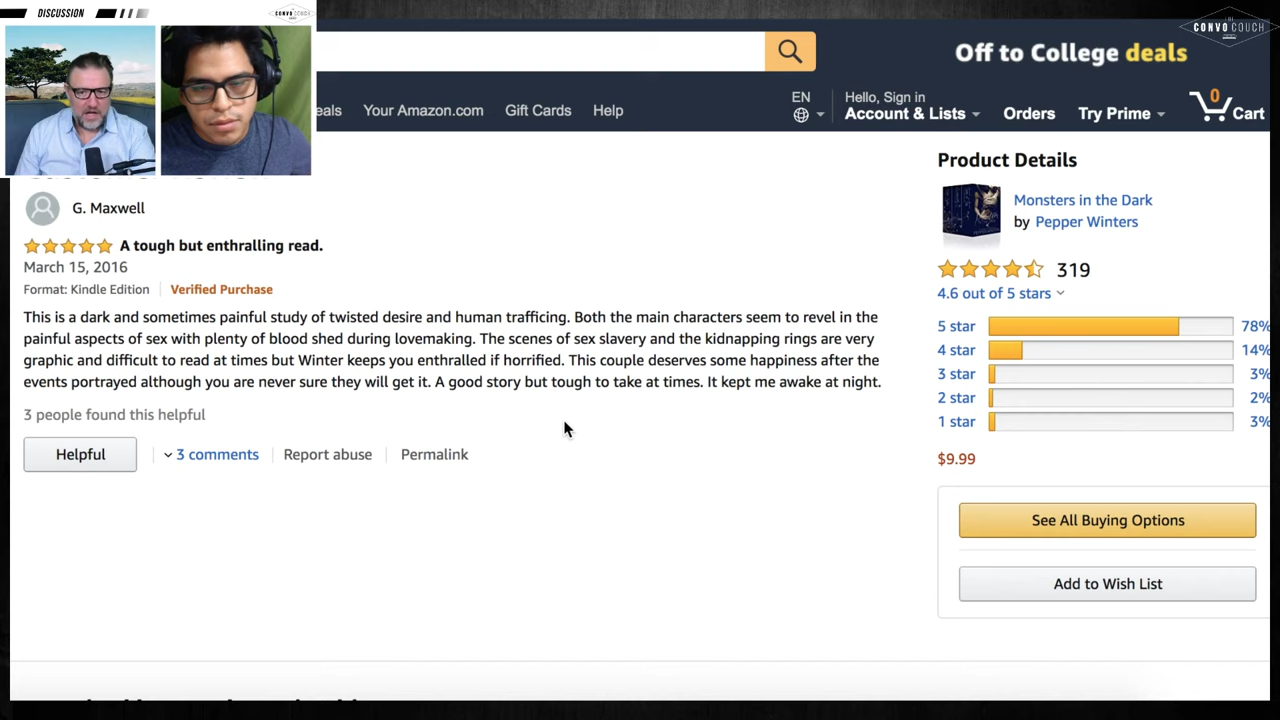 DISCUSSION
CONVO COUCH
CONVO COUCH
Off to College deals
eals Your Amazon.com Gift Cards Help
EN
Hello, Sign in
Account & Lists
Orders
Try Prime
0
Cart
G. Maxwell
A tough but enthralling read.
March 15, 2016
Format: Kindle Edition | Verified Purchase
This is a dark and sometimes painful study of twisted desire and human trafficing. Both the main characters seem to revel in the
painful aspects of sex with plenty of blood shed during lovemaking. The scenes of sex slavery and the kidnapping rings are very
graphic and difficult to read at times but Winter keeps you enthralled if horrified. This couple deserves some happiness after the
events portrayed although you are never sure they will get it. A good story but tough to take at times. It kept me awake at night.
3 people found this helpful
Helpful
3 comments | Report abuse | Permalink
Product Details
Monsters in the Dark
by Pepper Winters
319
4.6 out of 5 stars
5 star 78%
4 star 14%
3 star 3%
2 star 2%
1 star 3%
$9.99
See All Buying Options
Add to Wish List